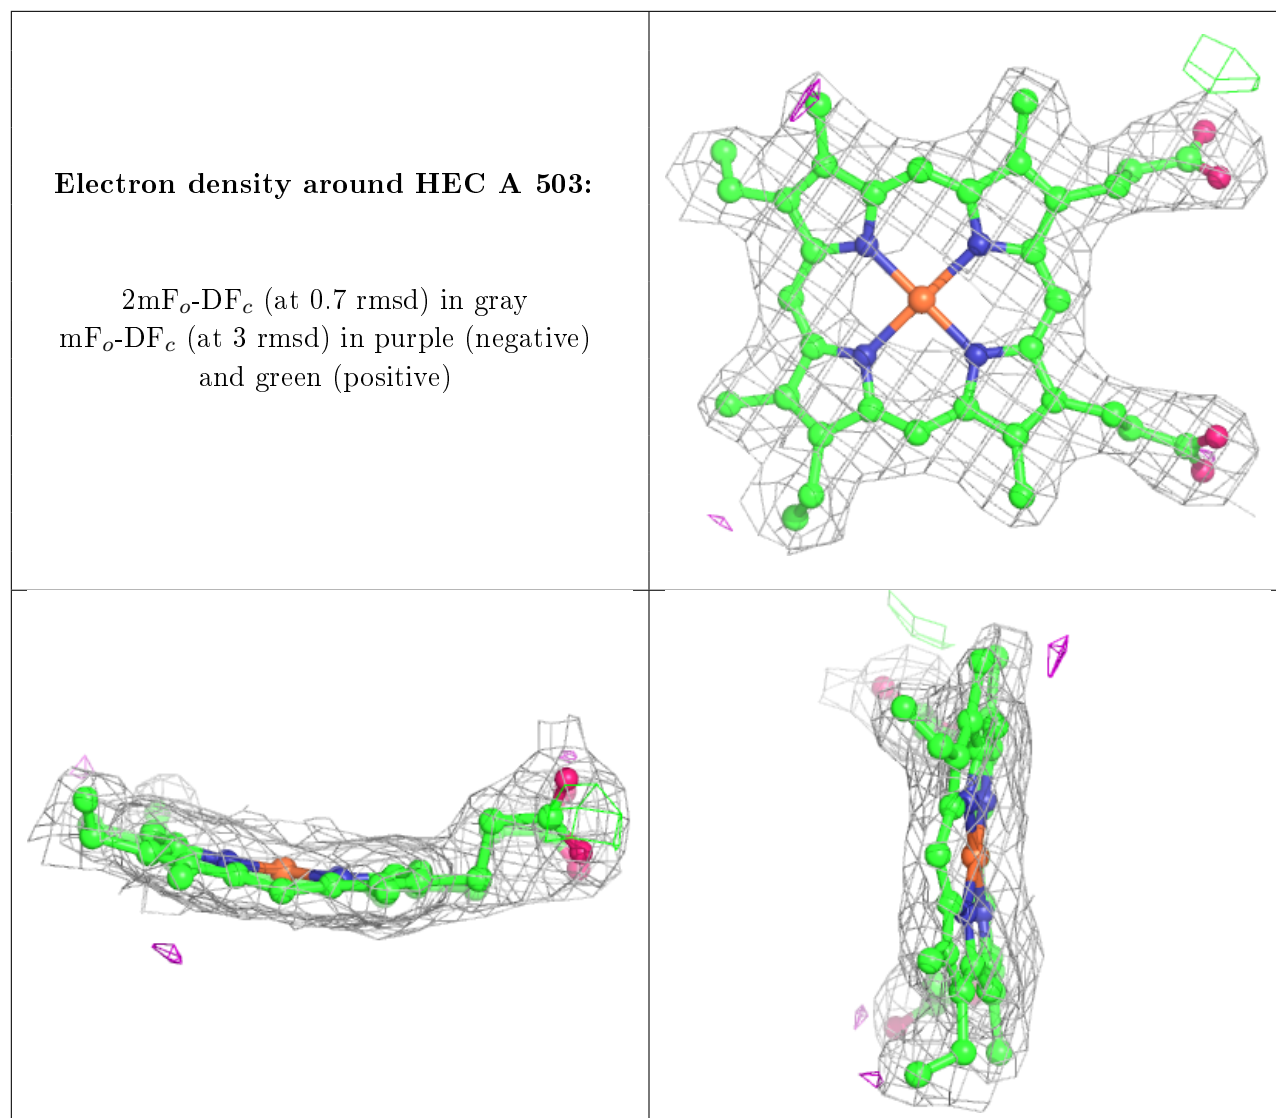 Electron density around HEC A 503:
2mFₒ-DF𝒸 (at 0.7 rmsd) in gray
mFₒ-DF𝒸 (at 3 rmsd) in purple (negative)
and green (positive)